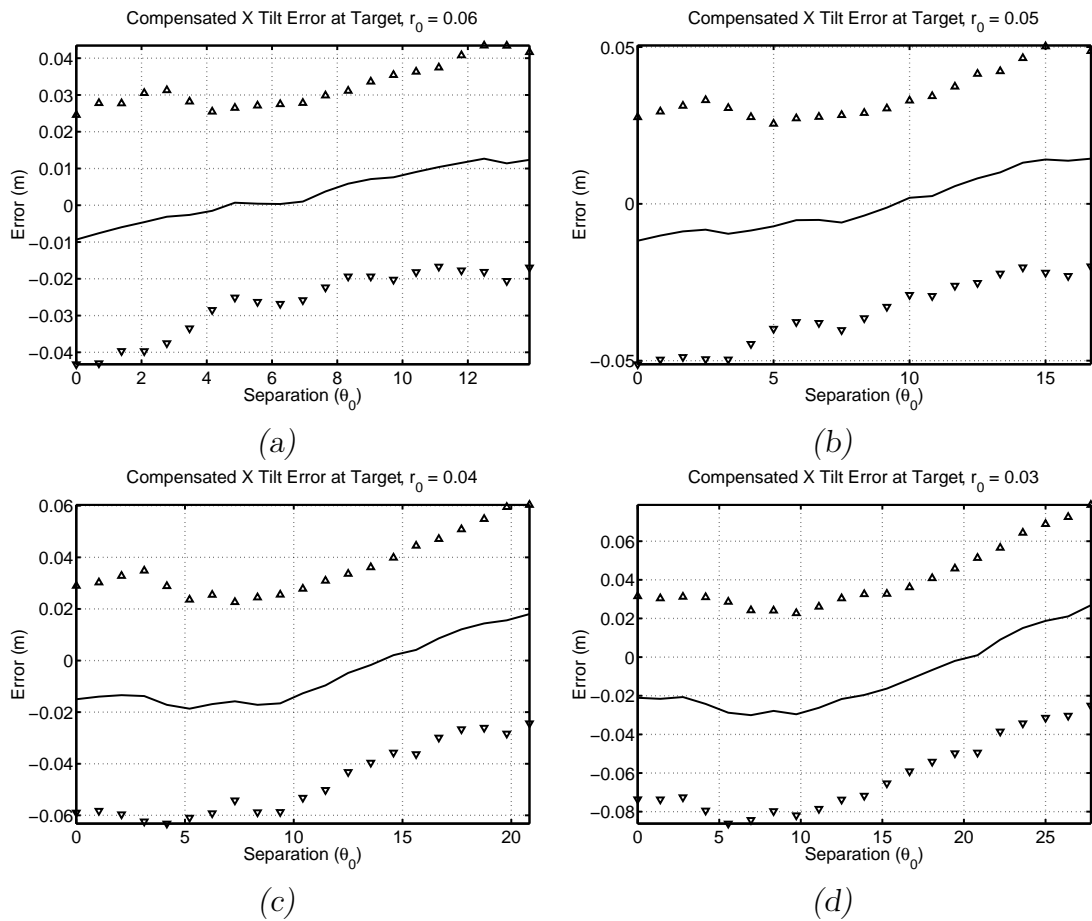 Compensated X Tilt Error at Target, r0 = 0.06
0.04
0.03
0.02
0.01
0
−0.01
−0.02
−0.03
−0.04
Error (m)
0 2 4 6 8 10 12
Separation (θ0)
(a)
Compensated X Tilt Error at Target, r0 = 0.05
0.05
0
−0.05
Error (m)
0 5 10 15
Separation (θ0)
(b)
Compensated X Tilt Error at Target, r0 = 0.04
0.06
0.04
0.02
0
−0.02
−0.04
−0.06
Error (m)
0 5 10 15 20
Separation (θ0)
(c)
Compensated X Tilt Error at Target, r0 = 0.03
0.06
0.04
0.02
0
−0.02
−0.04
−0.06
−0.08
Error (m)
0 5 10 15 20 25
Separation (θ0)
(d)